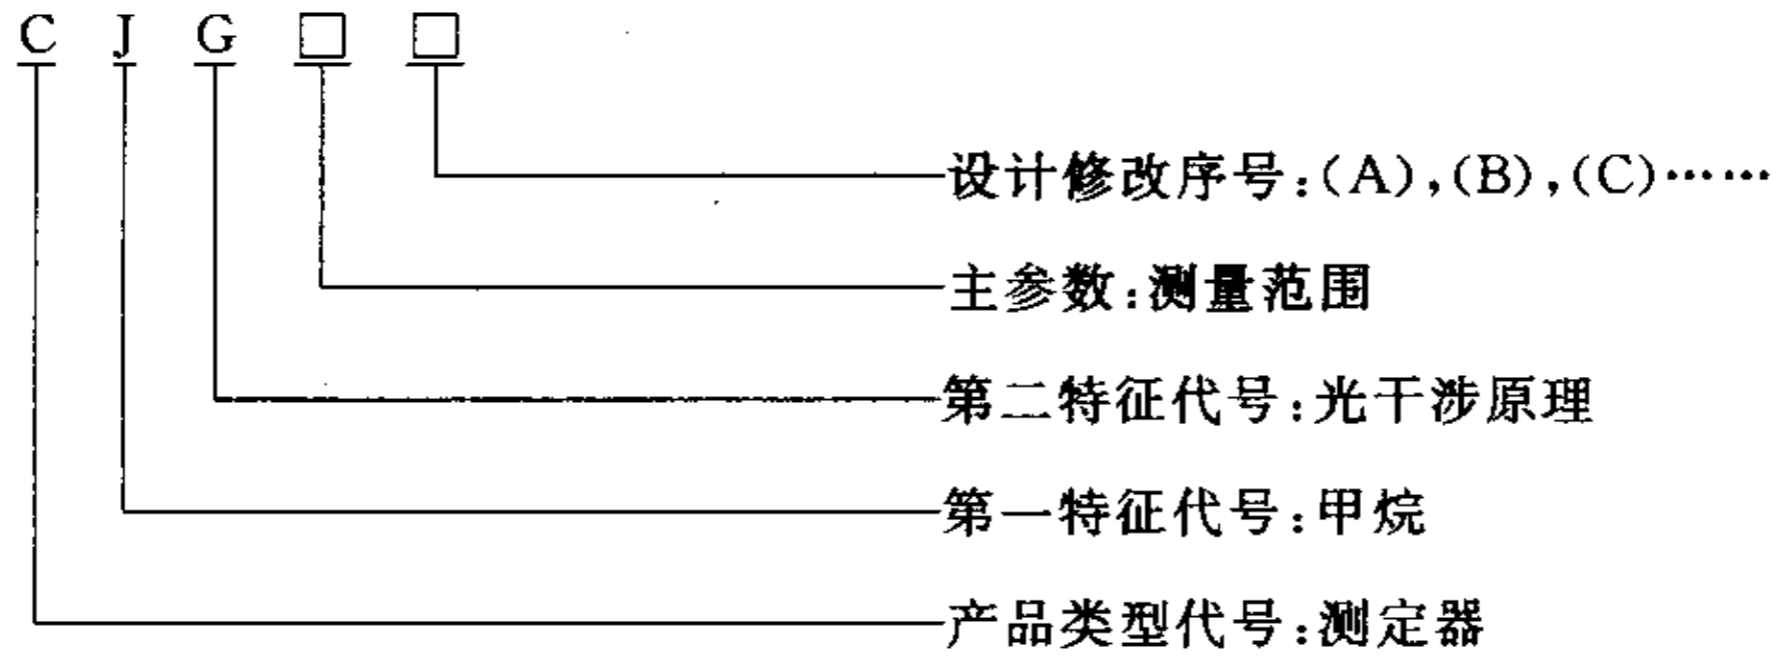 C J G □ □
设计修改序号:(A),(B),(C)……
主参数:测量范围
第二特征代号:光干涉原理
第一特征代号:甲烷
产品类型代号:测定器